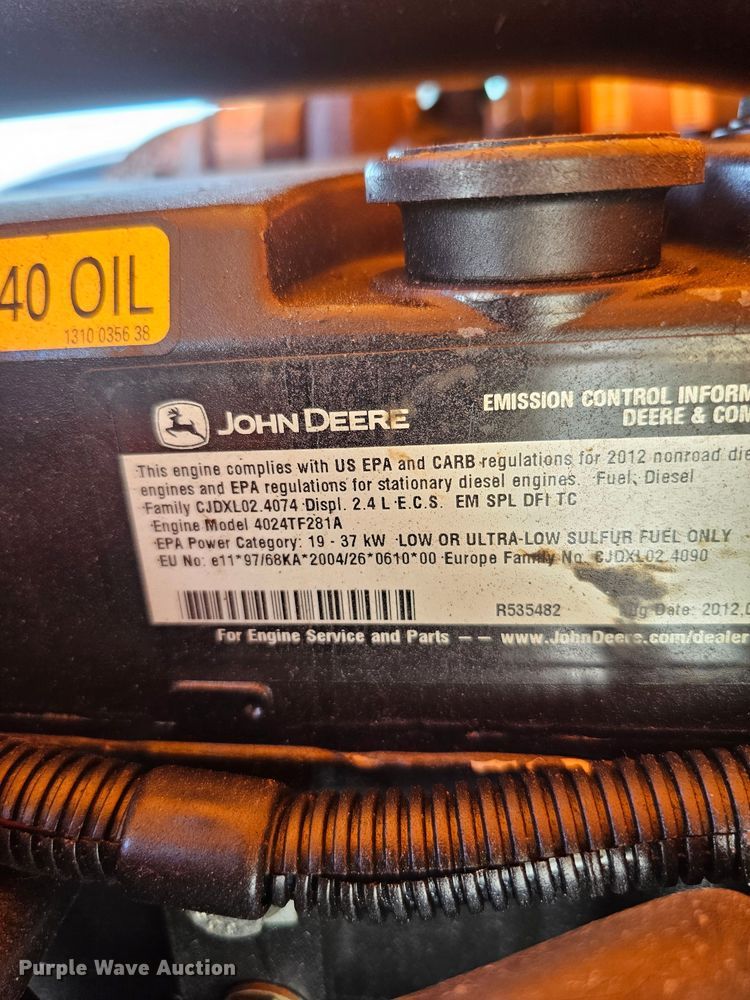 40 OIL
1310 0356 38
JOHN DEERE
EMISSION CONTROL INFORM
DEERE & COM
This engine complies with US EPA and CARB regulations for 2012 nonroad die
engines and EPA regulations for stationary diesel engines. Fuel: Diesel
Family CJDXL02.4074 Displ. 2.4 L E.C.S. EM SPL DFI TC
Engine Model 4024TF281A
EPA Power Category: 19 - 37 kW LOW OR ULTRA-LOW SULFUR FUEL ONLY
EU No: e11*97/68KA*2004/26*0610*00 Europe Family No. CJDXL02.4090
R535482 Date: 2012,
For Engine Service and Parts -- www.JohnDeere.com/dealer
Purple Wave Auction